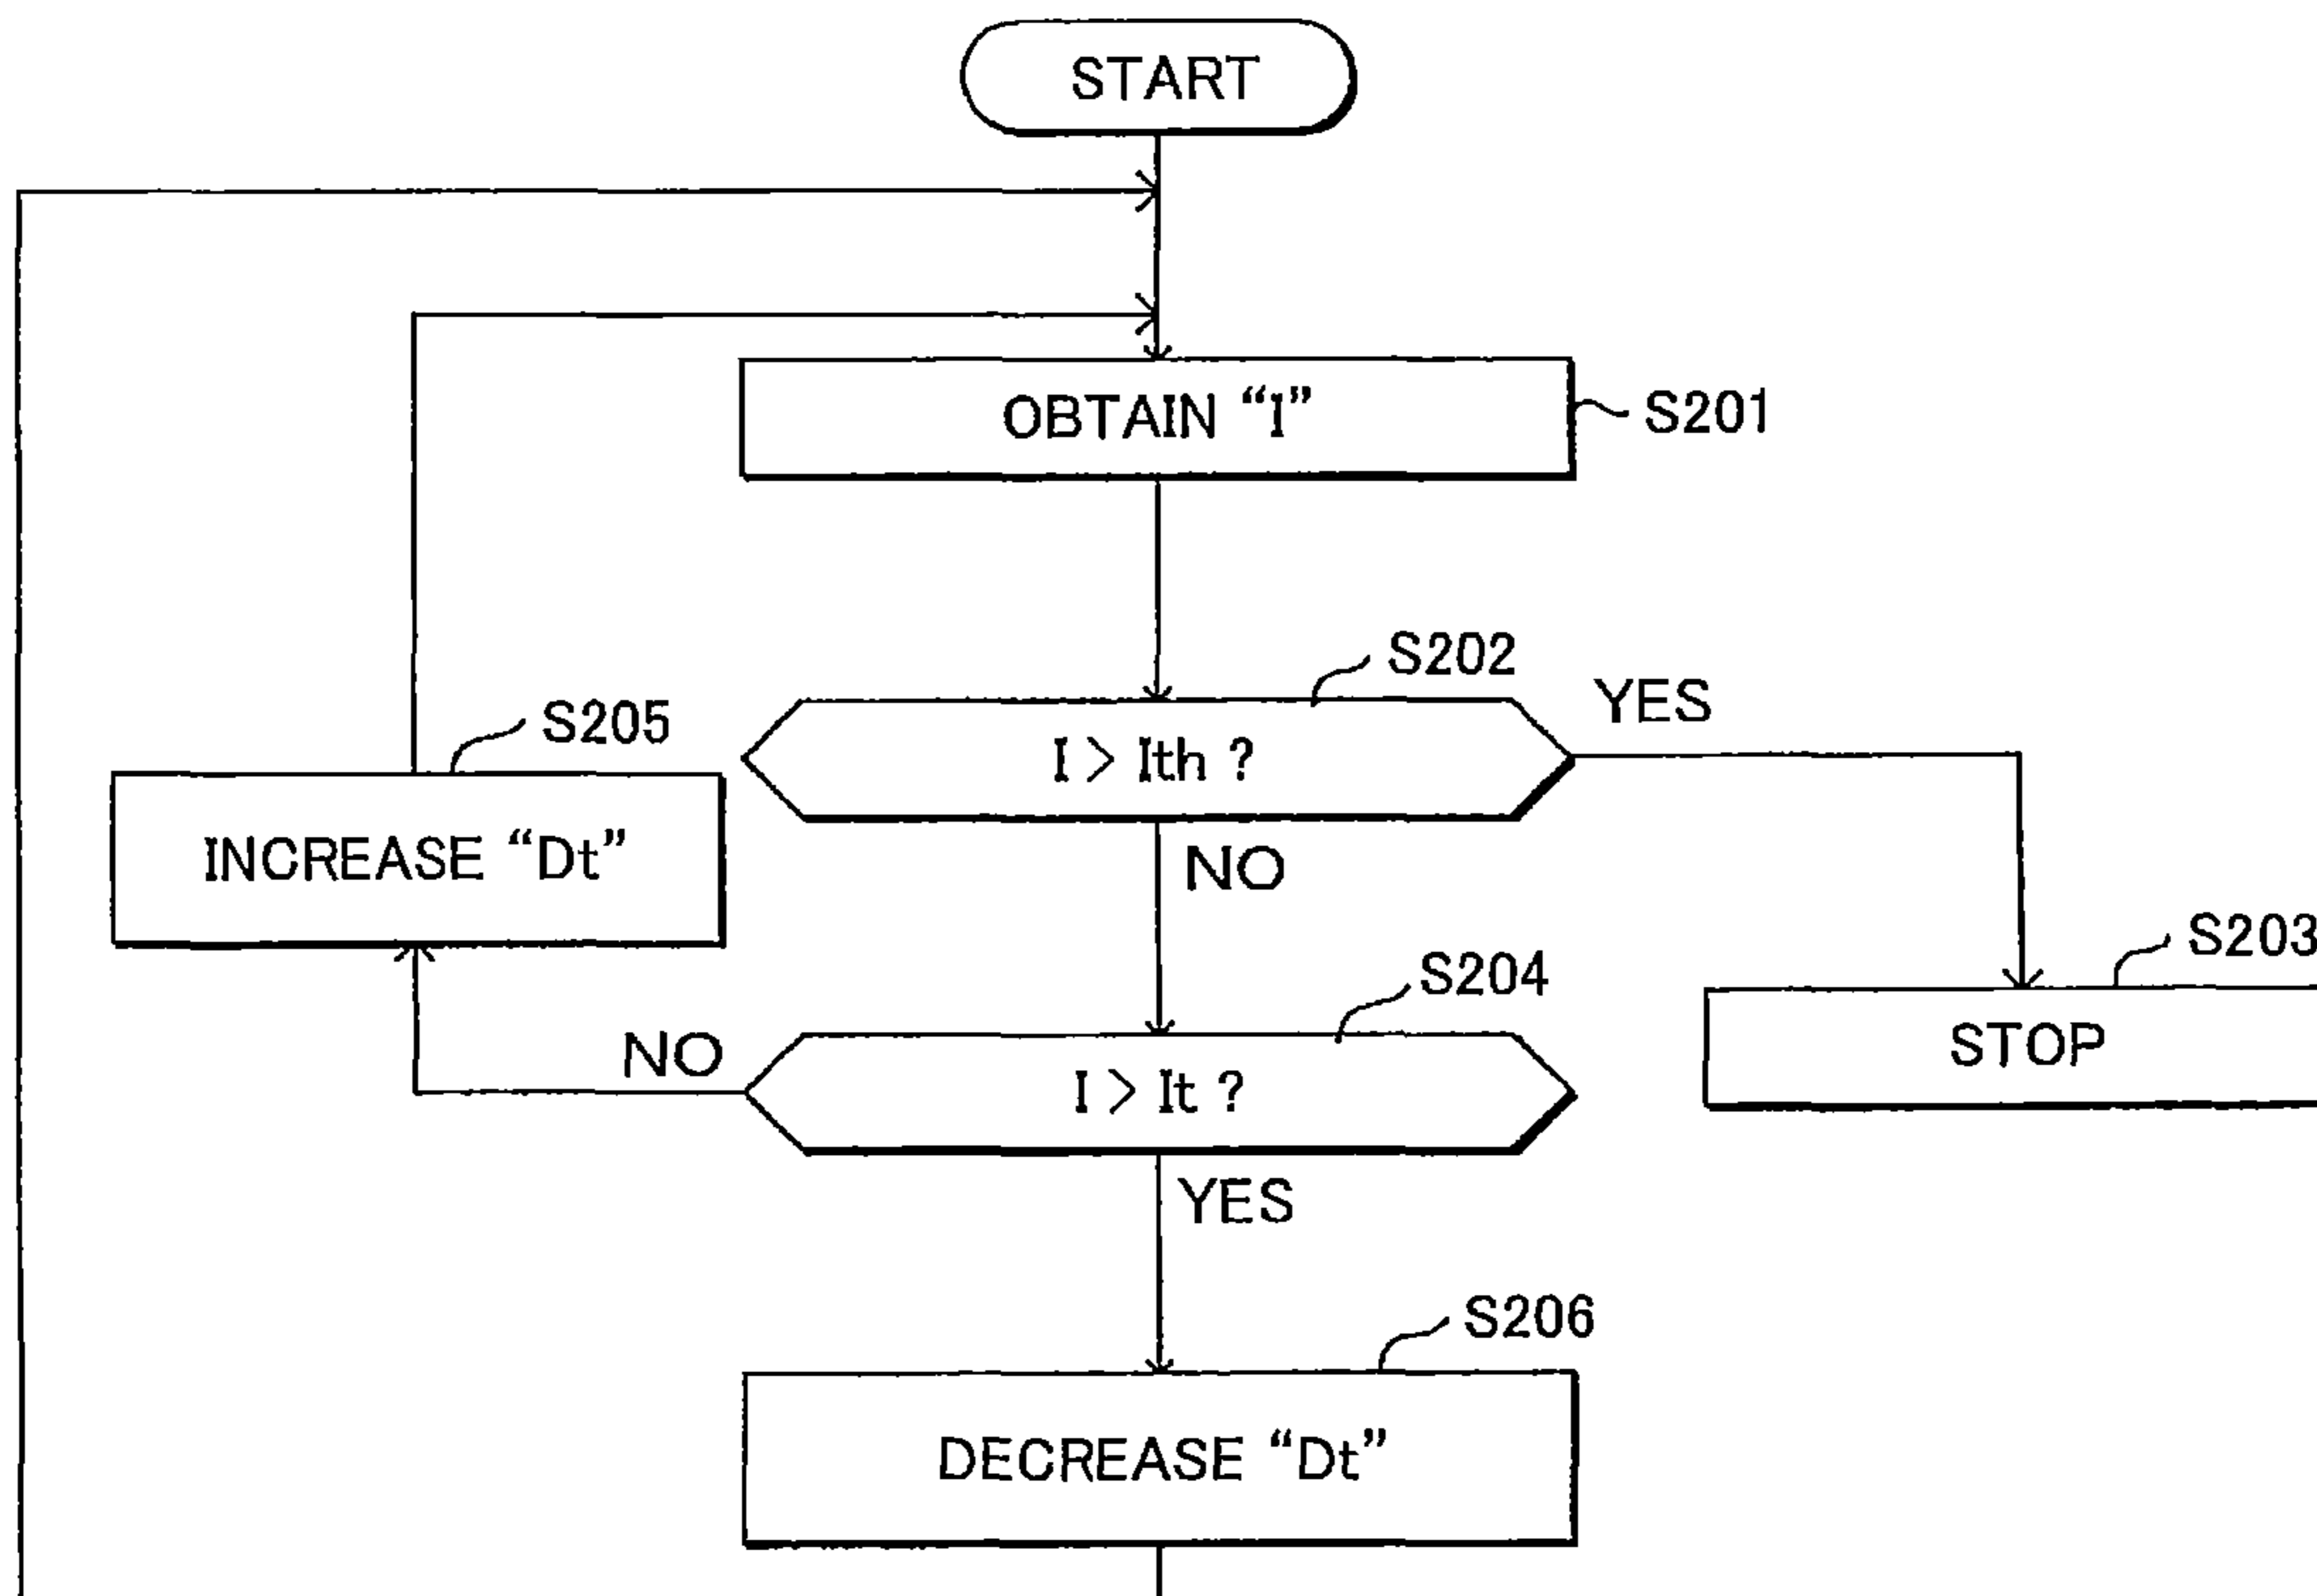 START
OBTAIN “I”
S201
S202
I > Ith ?
YES
NO
S203
STOP
S204
I > It ?
NO
S205
INCREASE “Dt”
YES
S206
DECREASE “Dt”